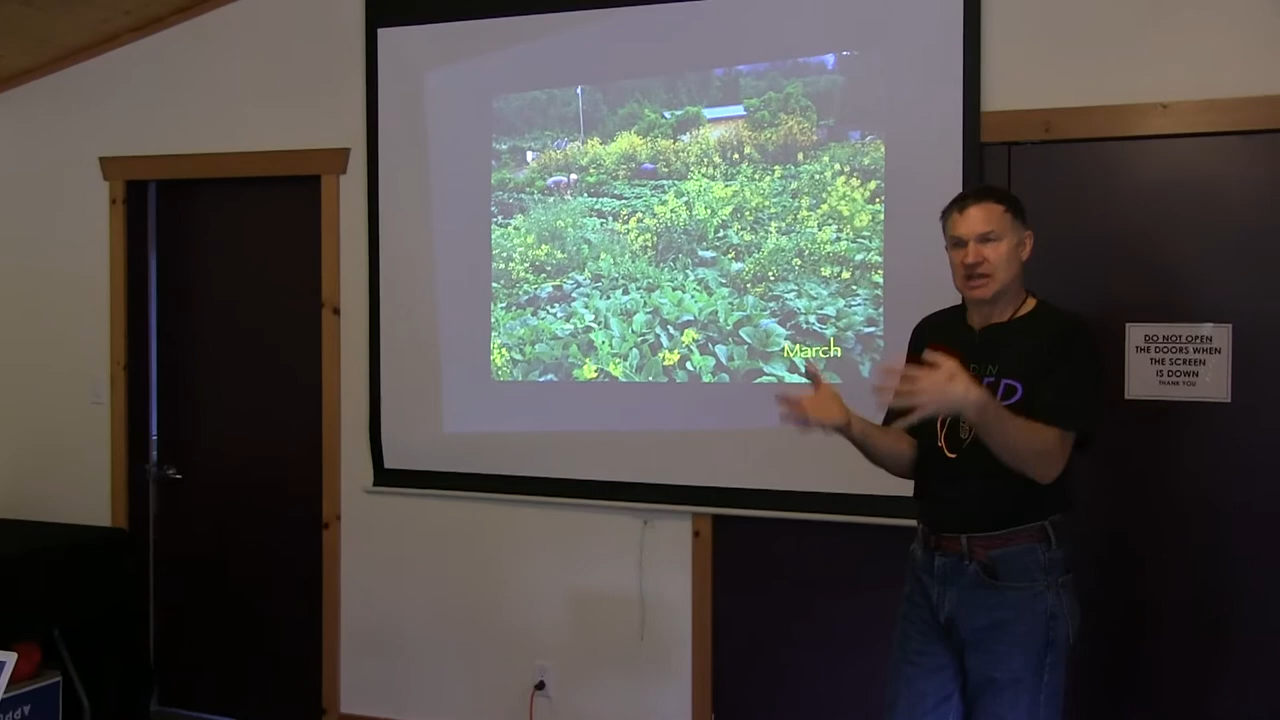 March
DO NOT OPEN
THE DOORS WHEN
THE SCREEN
IS DOWN
THANK YOU